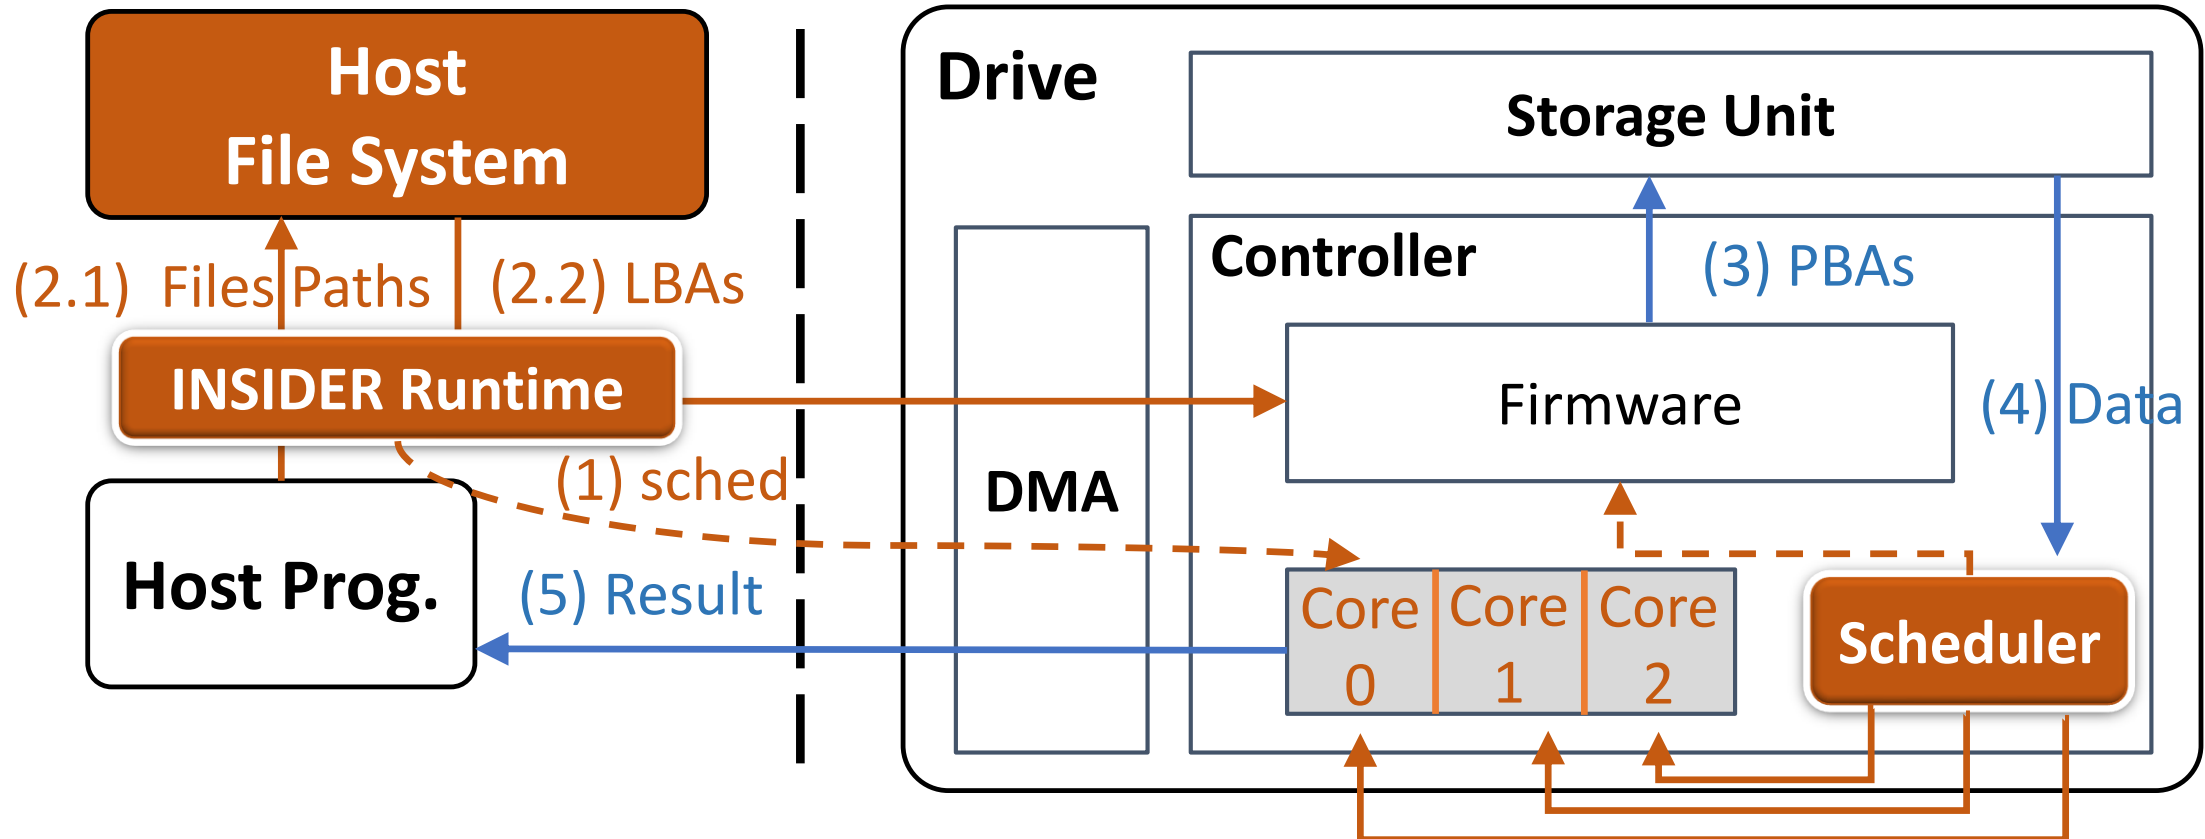 Host
File System
(2.1) Files Paths
(2.2) LBAs
INSIDER Runtime
(1) sched
Host Prog.
(5) Result
Drive
Storage Unit
Controller
(3) PBAs
Firmware
(4) Data
DMA
Core
0
Core
1
Core
2
Scheduler